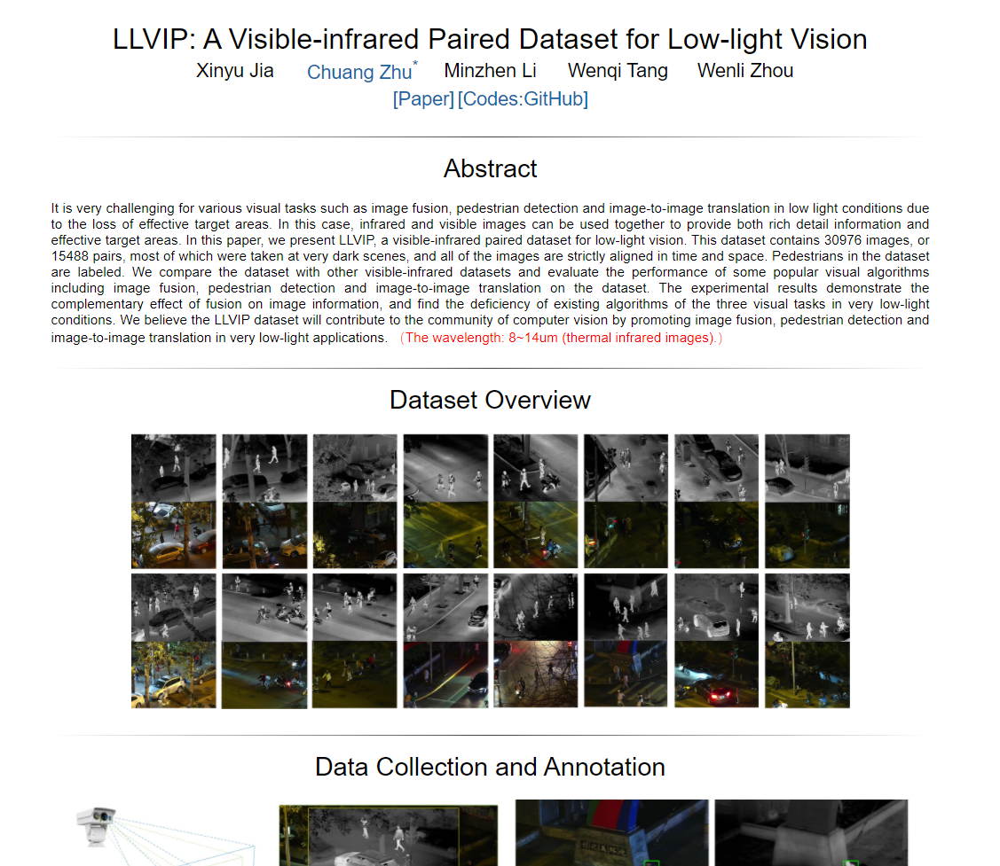 LLVIP: A Visible-infrared Paired Dataset for Low-light Vision
Xinyu Jia Chuang Zhu* Minzhen Li Wenqi Tang Wenli Zhou
[Paper] [Codes:GitHub]
Abstract
It is very challenging for various visual tasks such as image fusion, pedestrian detection and image-to-image translation in low light conditions due
to the loss of effective target areas. In this case, infrared and visible images can be used together to provide both rich detail information and
effective target areas. In this paper, we present LLVIP, a visible-infrared paired dataset for low-light vision. This dataset contains 30976 images, or
15488 pairs, most of which were taken at very dark scenes, and all of the images are strictly aligned in time and space. Pedestrians in the dataset
are labeled. We compare the dataset with other visible-infrared datasets and evaluate the performance of some popular visual algorithms
including image fusion, pedestrian detection and image-to-image translation on the dataset. The experimental results demonstrate the
complementary effect of fusion on image information, and find the deficiency of existing algorithms of the three visual tasks in very low-light
conditions. We believe the LLVIP dataset will contribute to the community of computer vision by promoting image fusion, pedestrian detection and
image-to-image translation in very low-light applications. （The wavelength: 8~14um (thermal infrared images).）
Dataset Overview
Data Collection and Annotation